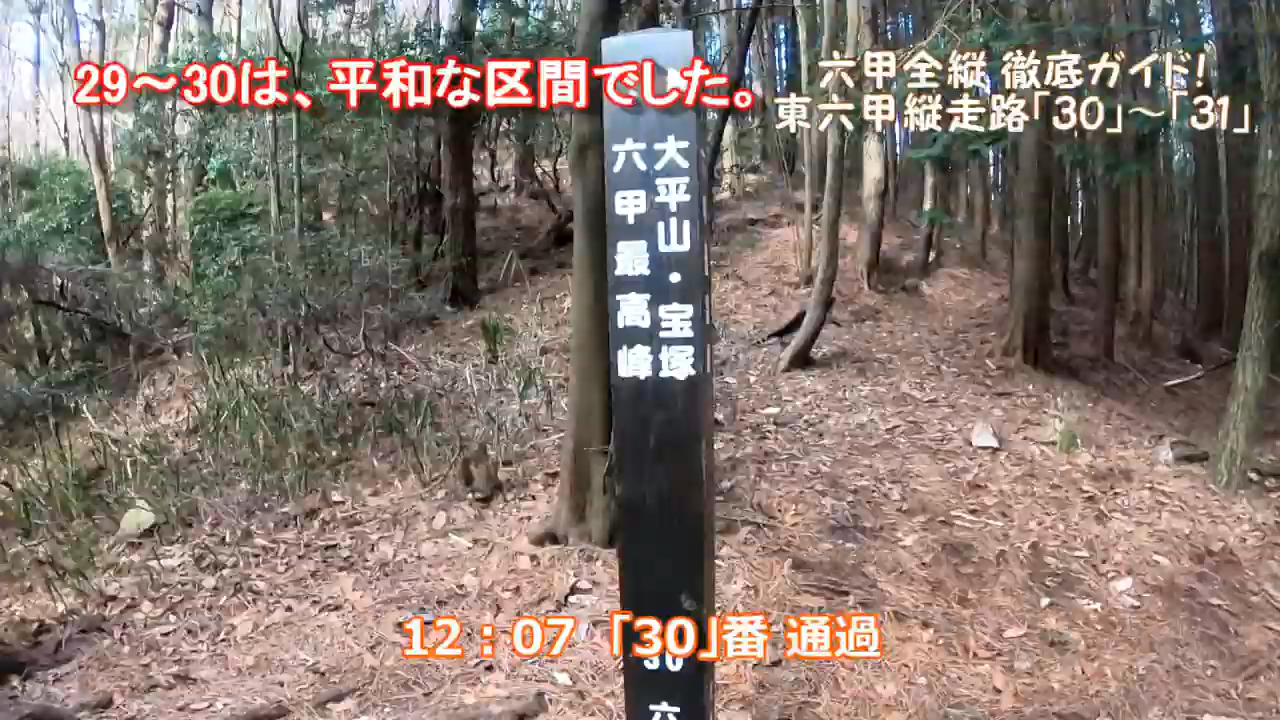 29～30は、平和な区間でした。
六甲全縦 徹底ガイド!
東六甲縦走路「30」～「31」
大平山・宝塚
六甲最高峰
12：07 「30」番 通過
30
六